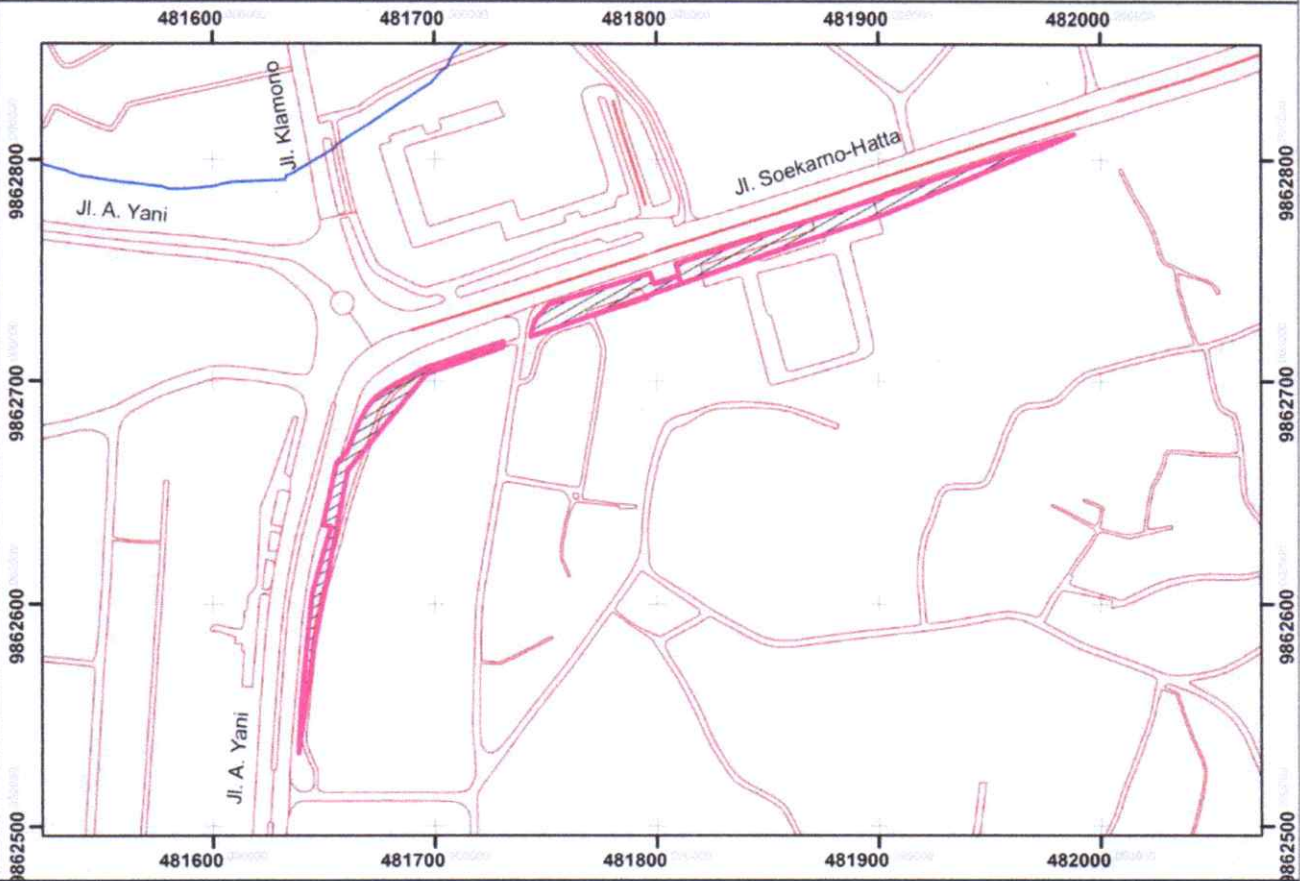 481600 481700 481800 481900 482000
Jl. Klamono
Jl. Soekarno-Hatta
9862800 9862800
Jl. A. Yani
9862700 9862700
9862600 9862600
Jl. A. Yani
9862500 9862500
481600 481700 481800 481900 482000